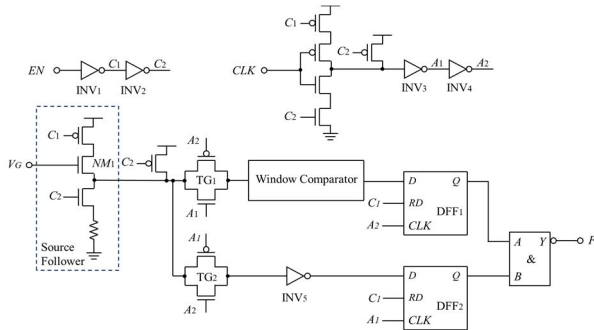 C1
EN
C1
C2
INV1
INV2
CLK
C2
A1
A2
INV3
INV4
C2
C1
VG
NM1
C2
C2
Source
Follower
A2
TG1
A1
Window Comparator
D
Q
C1
RD
A2
CLK
DFF1
A1
TG2
A2
INV5
D
Q
C1
RD
A1
CLK
DFF2
A
Y
&
B
F